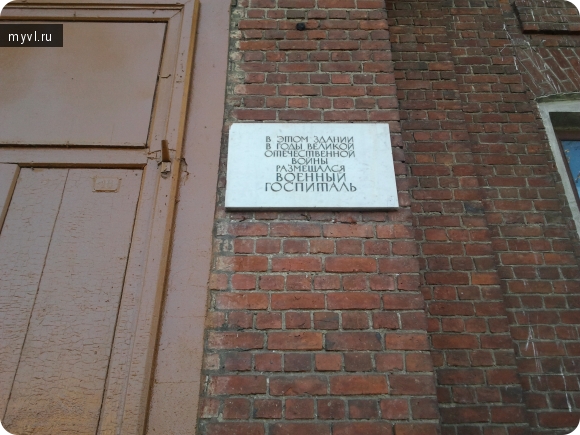 myvl.ru
В ЭТОМ ЗДАНИИ
В ГОДЫ ВЕЛИКОЙ
ОТЕЧЕСТВЕННОЙ
ВОЙНЫ
РАЗМЕЩАЛСЯ
ВОЕННЫЙ
ГОСПИТАЛЬ